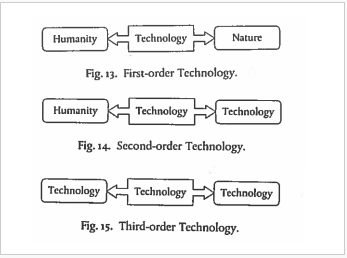 Humanity Technology Nature
Fig. 13. First-order Technology.
Humanity Technology Technology
Fig. 14. Second-order Technology.
Technology Technology Technology
Fig. 15. Third-order Technology.